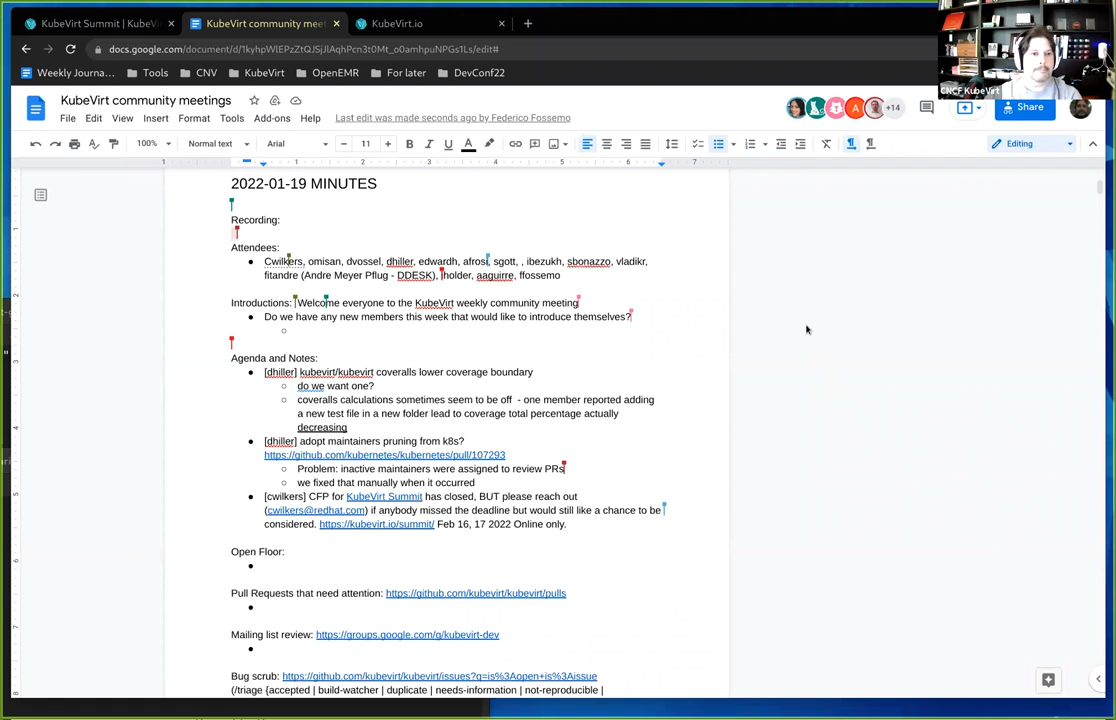 KubeVirt Summit | KubeVi
KubeVirt community mee
KubeVirt.io
docs.google.com/document/d/1kyhpWlEPzZtQJSjJlAqhPcn3t0Mt_o0amhpuNPGs1Ls/edit#
Weekly Journa...
Tools
CNV
KubeVirt
OpenEMR
For later
DevConf22
CNCF KubeVirt
KubeVirt community meetings
+14
Share
File Edit View Insert Format Tools Add-ons Help
Last edit was made seconds ago by Federico Fossemo
100%
Normal text
Arial
11
Editing
2022-01-19 MINUTES
Recording:
Attendees:
Cwilkers, omisan, dvossel, dhiller, edwardh, afrosi, sgott, , ibezukh, sbonazzo, vladikr,
fitandre (Andre Meyer Pflug - DDESK), lholder, aaguirre, ffossemo
Introductions: Welcome everyone to the KubeVirt weekly community meeting
Do we have any new members this week that would like to introduce themselves?
Agenda and Notes:
[dhiller] kubevirt/kubevirt coveralls lower coverage boundary
do we want one?
coveralls calculations sometimes seem to be off - one member reported adding
a new test file in a new folder lead to coverage total percentage actually
decreasing
[dhiller] adopt maintainers pruning from k8s?
https://github.com/kubernetes/kubernetes/pull/107293
Problem: inactive maintainers were assigned to review PRs
we fixed that manually when it occurred
[cwilkers] CFP for KubeVirt Summit has closed, BUT please reach out
(cwilkers@redhat.com) if anybody missed the deadline but would still like a chance to be
considered. https://kubevirt.io/summit/ Feb 16, 17 2022 Online only.
Open Floor:
Pull Requests that need attention: https://github.com/kubevirt/kubevirt/pulls
Mailing list review: https://groups.google.com/g/kubevirt-dev
Bug scrub: https://github.com/kubevirt/kubevirt/issues?q=is%3Aopen+is%3Aissue
(/triage {accepted | build-watcher | duplicate | needs-information | not-reproducible |